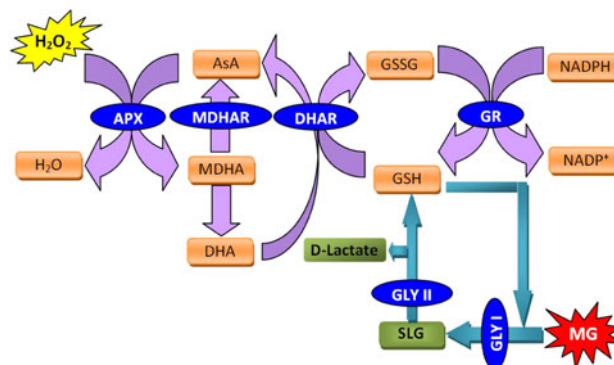 H₂O₂
AsA
GSSG
NADPH
APX
MDHAR
DHAR
GR
H₂O
MDHA
GSH
NADP⁺
DHA
D-Lactate
GLY II
SLG
GLY I
MG